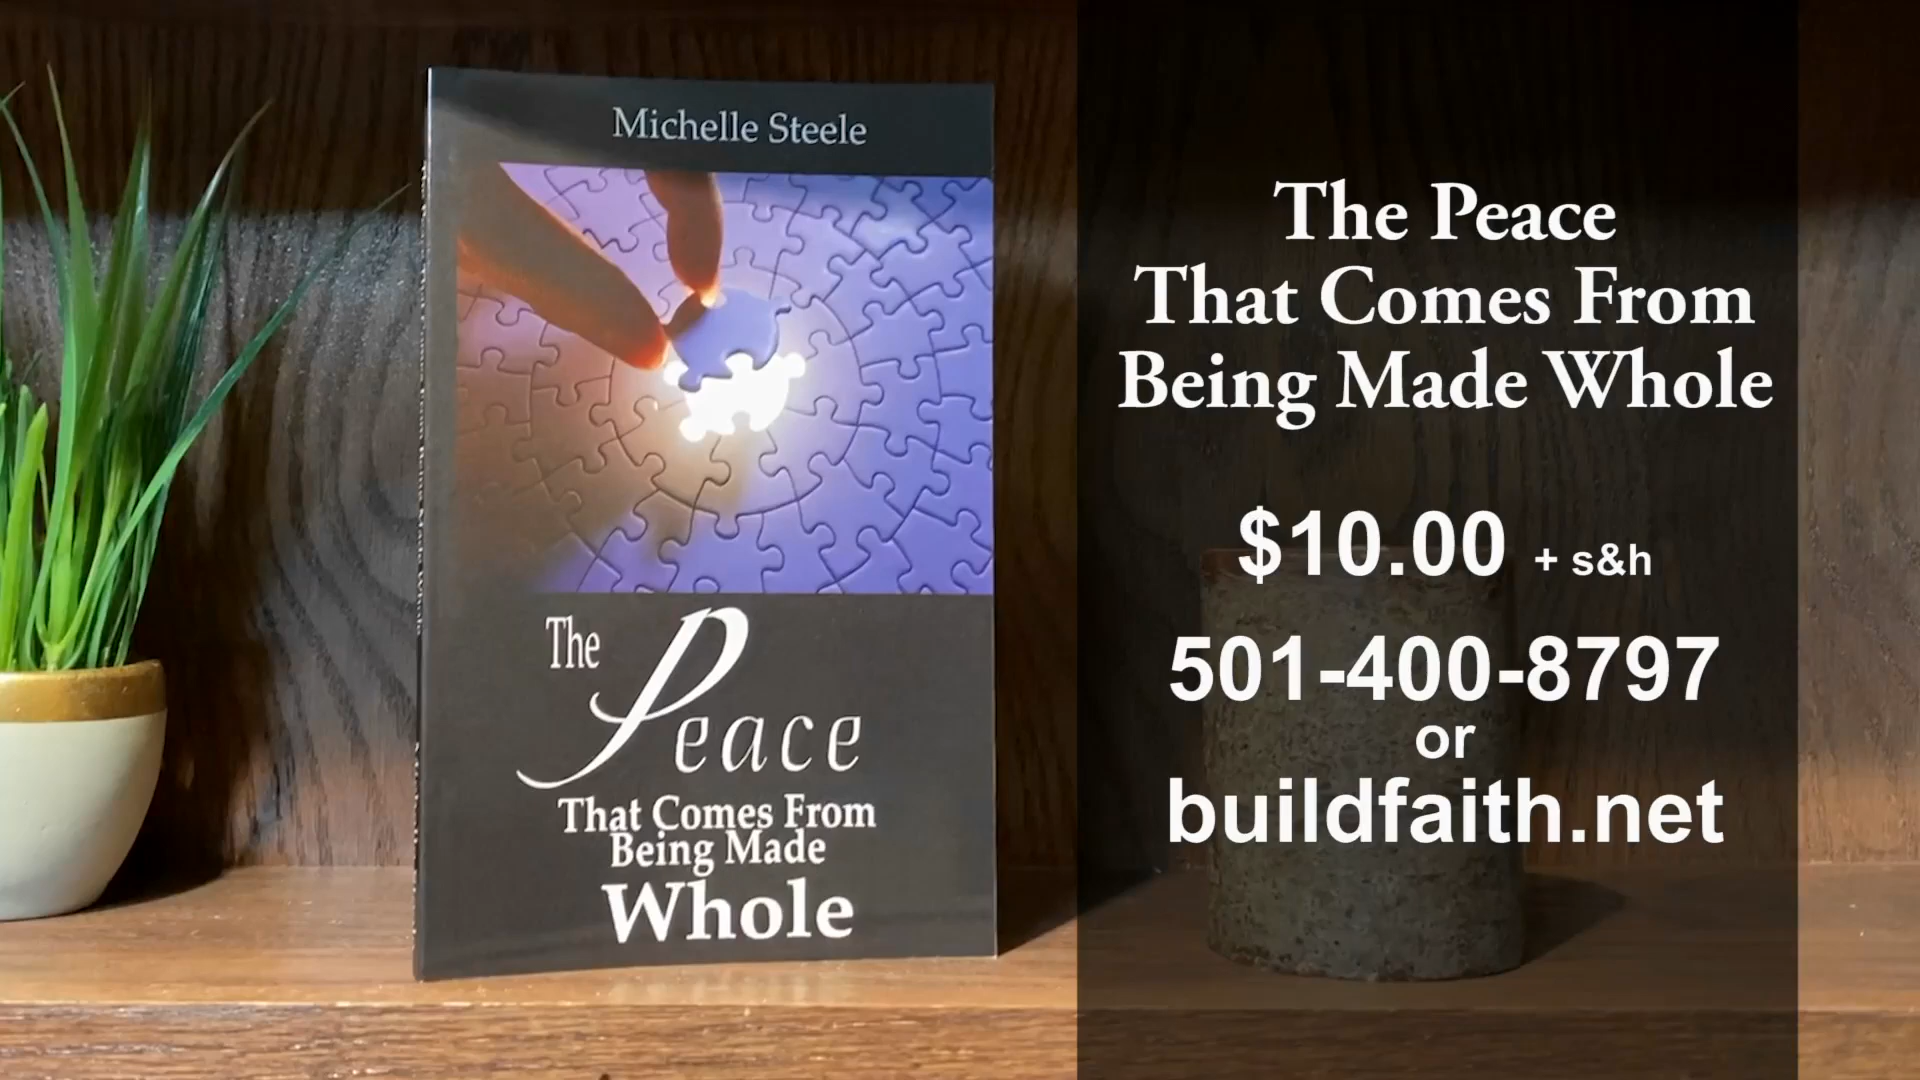 Michelle Steele
The Peace
That Comes From
Being Made
Whole
The Peace
That Comes From
Being Made Whole
$10.00 + s&h
501-400-8797
or
buildfaith.net